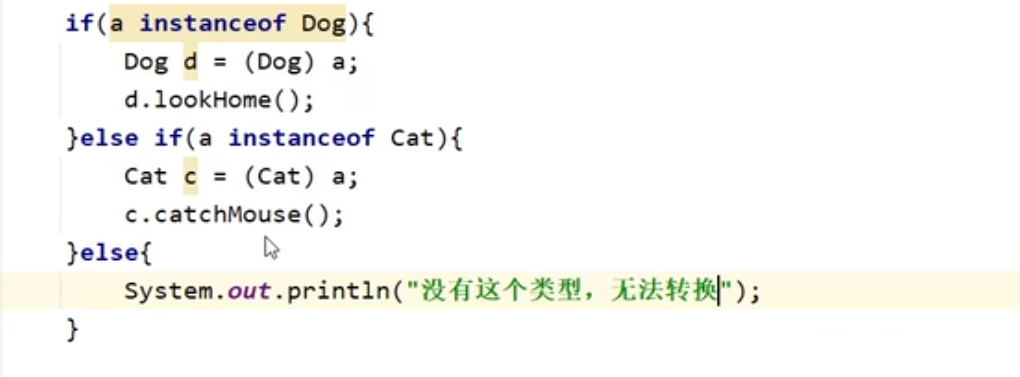 if(a instanceof Dog){
Dog d = (Dog) a;
d.lookHome();
}else if(a instanceof Cat){
Cat c = (Cat) a;
c.catchMouse();
}else{
System.out.println("没有这个类型，无法转换");
}